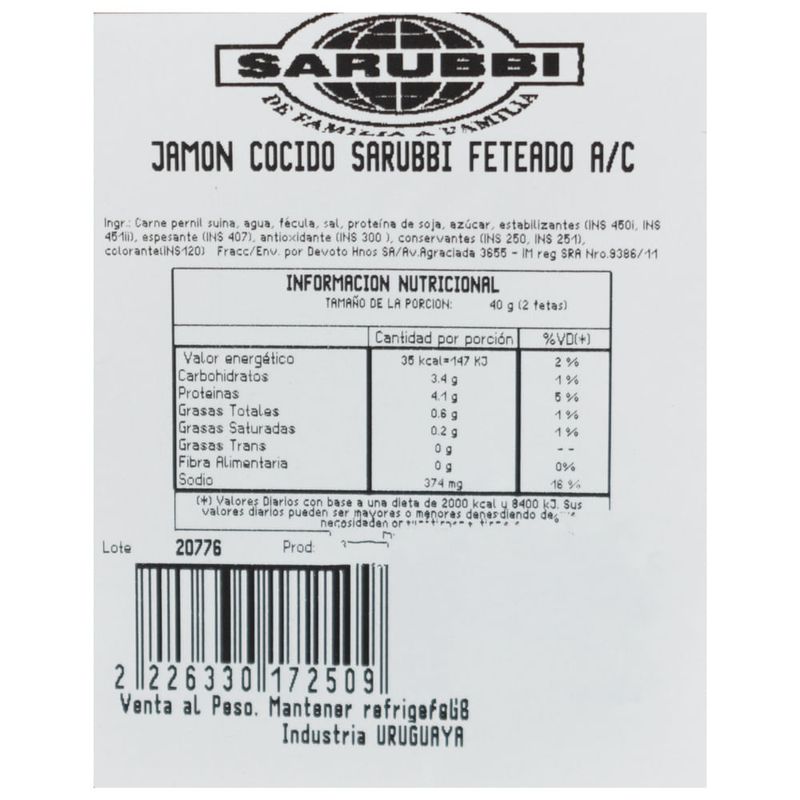 SARUBBI
DE FAMILIA A FAMILIA
JAMON COCIDO SARUBBI FETEADO A/C
Ingr.: Carne pernil suina, agua, fécula, sal, proteína de soja, azúcar, estabilizantes (INS 450i, INS
451ii), espesante (INS 407), antioxidante (INS 300 ), conservantes (INS 250, INS 251),
colorante(INS120) Fracc/Env. por Devoto Hnos SA/Av.Agraciada 3655 - IM reg SRA Nro.9386/11
INFORMACION NUTRICIONAL
TAMAÑO DE LA PORCION: 40 g (2 fetas)
Cantidad por porción %VD(*)
Valor energético 35 kcal=147 KJ 2 %
Carbohidratos 3.4 g 1 %
Proteinas 4.1 g 5 %
Grasas Totales 0.6 g 1 %
Grasas Saturadas 0.2 g 1 %
Grasas Trans 0 g --
Fibra Alimentaria 0 g 0%
Sodio 374 mg 16 %
(*) Valores Diarios con base a una dieta de 2000 kcal y 8400 kJ. Sus
valores diarios pueden ser mayores o menores dependiendo de
Lote 20776 Prod:
2 226330 172509
Venta al Peso. Mantener
Industria URUGUAYA